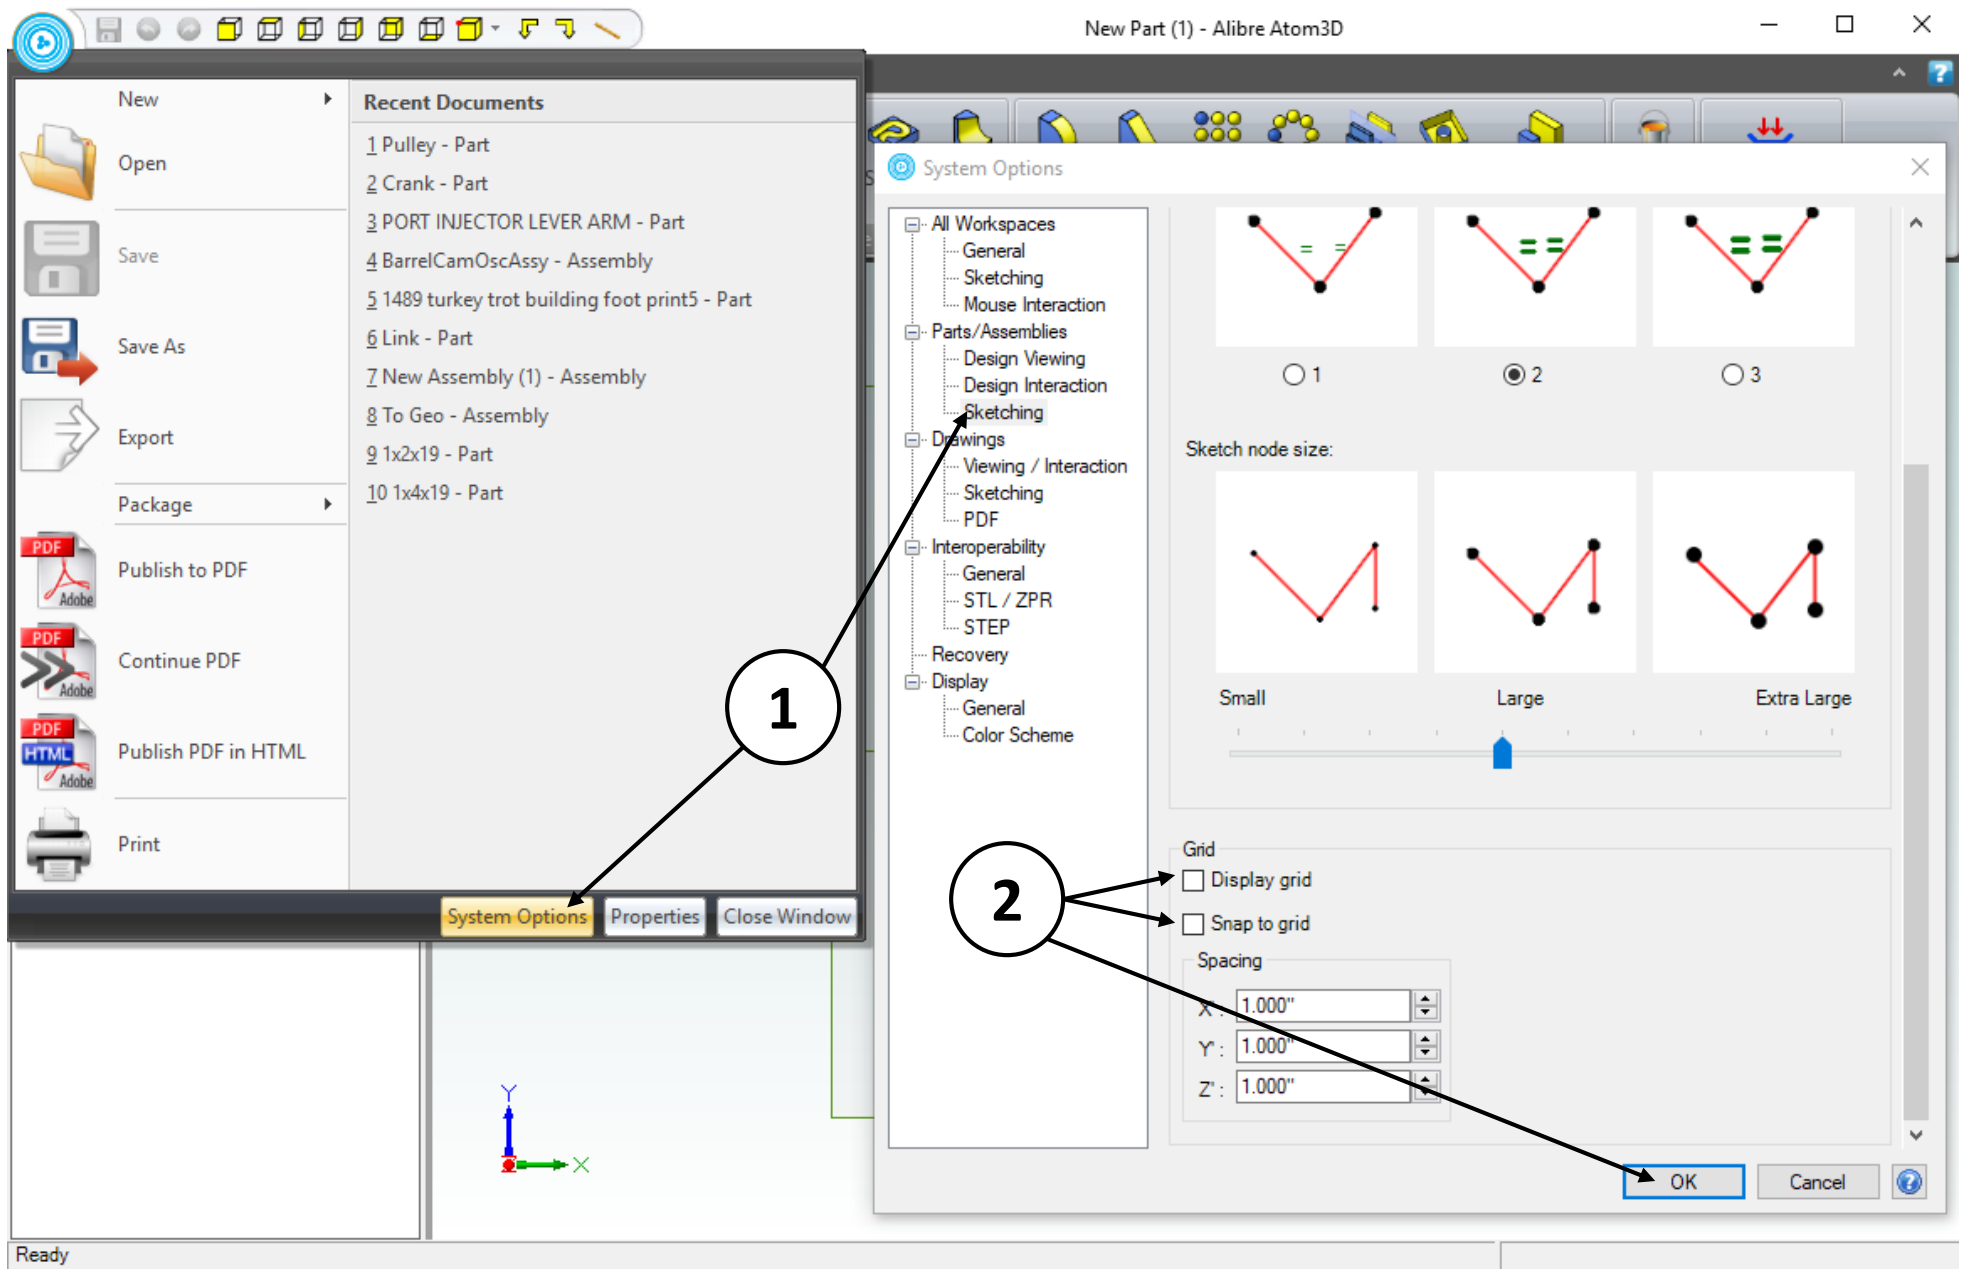 New Part (1) - Alibre Atom3D
New
Open
Save
Save As
Export
Package
PDF
Adobe
Publish to PDF
PDF
Adobe
Continue PDF
PDF
HTML
Adobe
Publish PDF in HTML
Print
Recent Documents
1 Pulley - Part
2 Crank - Part
3 PORT INJECTOR LEVER ARM - Part
4 BarrelCamOscAssy - Assembly
5 1489 turkey trot building foot print5 - Part
6 Link - Part
7 New Assembly (1) - Assembly
8 To Geo - Assembly
9 1x2x19 - Part
10 1x4x19 - Part
System Options
Properties
Close Window
1
System Options
All Workspaces
General
Sketching
Mouse Interaction
Parts/Assemblies
Design Viewing
Design Interaction
Sketching
Drawings
Viewing / Interaction
Sketching
PDF
Interoperability
General
STL / ZPR
STEP
Recovery
Display
General
Color Scheme
1
2
3
Sketch node size:
Small
Large
Extra Large
2
Grid
Display grid
Snap to grid
Spacing
X" : 1.000"
Y" : 1.000"
Z" : 1.000"
OK
Cancel
Y
X
Ready